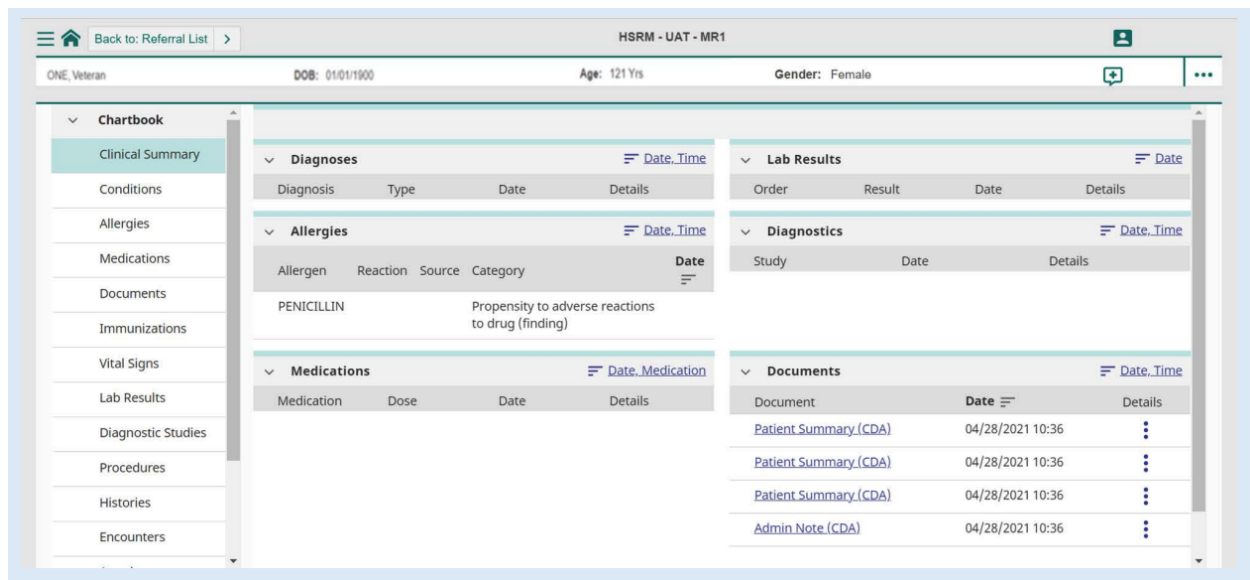 Back to: Referral List
HSRM - UAT - MR1
ONE, Veteran
DOB: 01/01/1900
Age: 121 Yrs
Gender: Female
Chartbook
Clinical Summary
Conditions
Allergies
Medications
Documents
Immunizations
Vital Signs
Lab Results
Diagnostic Studies
Procedures
Histories
Encounters
Diagnoses Date, Time
Diagnosis Type Date Details
Allergies Date, Time
Allergen Reaction Source Category Date
PENICILLIN Propensity to adverse reactions
to drug (finding)
Medications Date, Medication
Medication Dose Date Details
Lab Results Date
Order Result Date Details
Diagnostics Date, Time
Study Date Details
Documents Date, Time
Document Date Details
Patient Summary (CDA) 04/28/2021 10:36
Patient Summary (CDA) 04/28/2021 10:36
Patient Summary (CDA) 04/28/2021 10:36
Admin Note (CDA) 04/28/2021 10:36